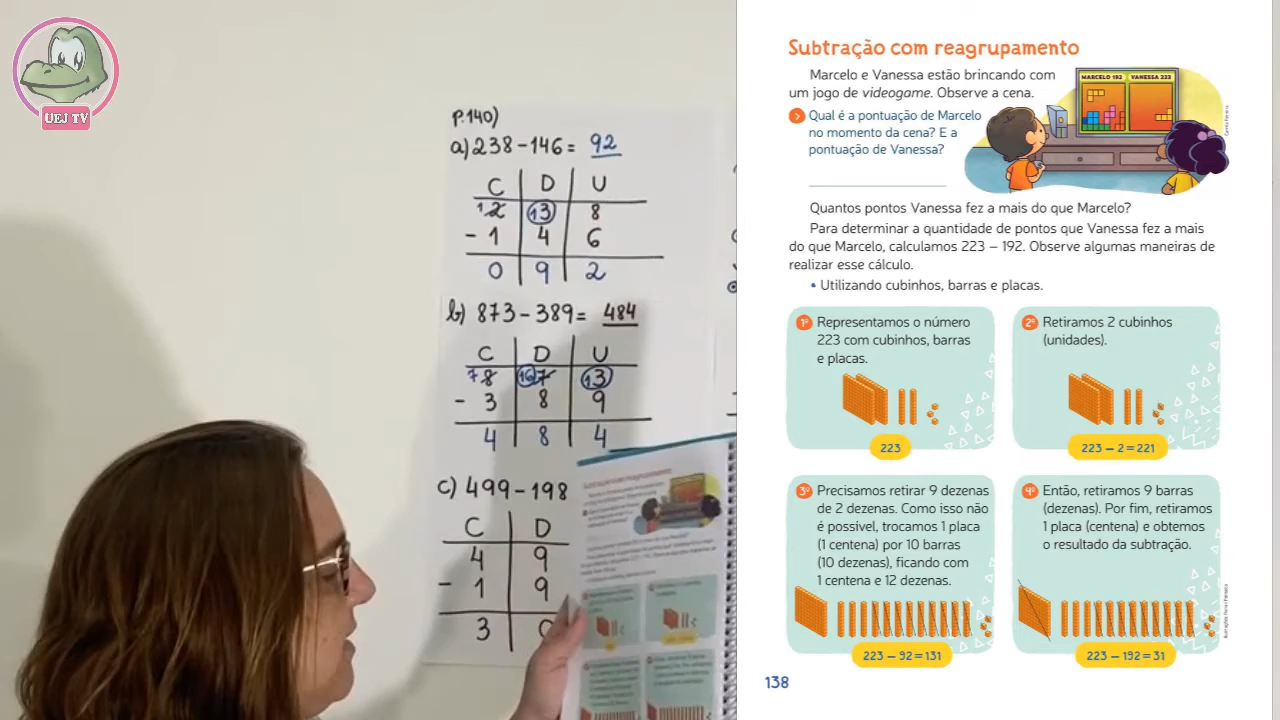 UEJ TV
p.140)
a) 238 - 146 = 92
C D U
1 2 13 8
- 1 4 6
0 9 2
b) 873 - 389 = 484
C D U
7 8 16 7 13
- 3 8 9
4 8 4
c) 499 - 198
C D
4 9
- 1 9
3 0
Subtração com reagrupamento
Marcelo e Vanessa estão brincando com
um jogo de videogame. Observe a cena.
Qual é a pontuação de Marcelo
no momento da cena? E a
pontuação de Vanessa?
MARCELO 192 VANESSA 223
Quantos pontos Vanessa fez a mais do que Marcelo?
Para determinar a quantidade de pontos que Vanessa fez a mais
do que Marcelo, calculamos 223 – 192. Observe algumas maneiras de
realizar esse cálculo.
• Utilizando cubinhos, barras e placas.
1º Representamos o número
223 com cubinhos, barras
e placas.
223
2º Retiramos 2 cubinhos
(unidades).
223 – 2 = 221
3º Precisamos retirar 9 dezenas
de 2 dezenas. Como isso não
é possível, trocamos 1 placa
(1 centena) por 10 barras
(10 dezenas), ficando com
1 centena e 12 dezenas.
223 – 92 = 131
4º Então, retiramos 9 barras
(dezenas). Por fim, retiramos
1 placa (centena) e obtemos
o resultado da subtração.
223 – 192 = 31
138